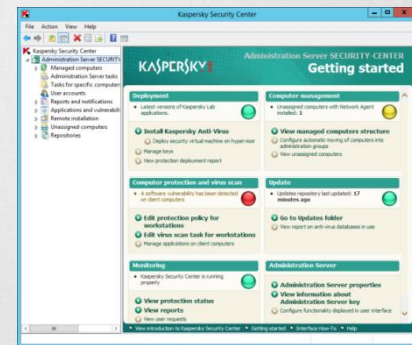 Kaspersky Security Center
File Action View Help
Kaspersky Security Center
Administration Server SECURITY-
Managed computers
Administration Server tasks
Tasks for specific computers
User accounts
Reports and notifications
Applications and vulnerabilit
Remote installation
Unassigned computers
Repositories
KASPERSKY
Administration Server SECURITY-CENTER
Getting started
Deployment
Latest versions of Kaspersky Lab
applications.
Install Kaspersky Anti-Virus
Deploy security virtual machine on hypervisor
Manage keys
View protection deployment report
Computer management
Unassigned computers with Network Agent
installed: 1
View managed computers structure
Configure automatic moving of computers into
administration groups
View unassigned computers
Computer protection and virus scan
A software vulnerability has been detected
on client computers
Edit protection policy for
workstations
Edit virus scan task for workstations
Manage applications on client computers
Update
Updates repository last updated: 17
minutes ago
Go to Updates folder
View report on anti-virus databases in use
Monitoring
Kaspersky Security Center is running
properly
View protection status
View reports
View user requests
Administration Server
Administration Server properties
View information about
Administration Server key
Configure functionality displayed in user interface
View introduction to Kaspersky Security Center Getting started Interface How-To Help